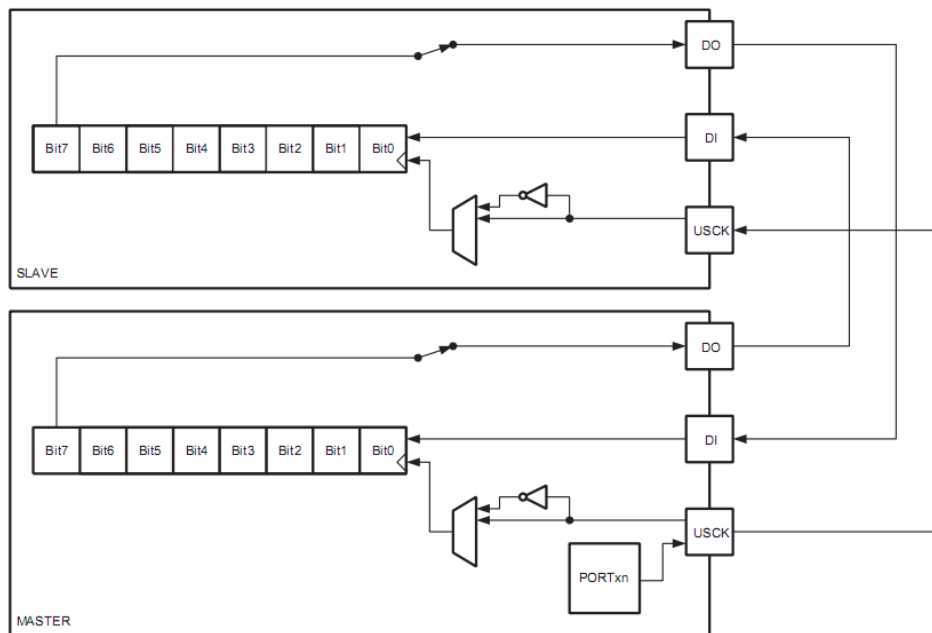 DO
Bit7 Bit6 Bit5 Bit4 Bit3 Bit2 Bit1 Bit0
DI
USCK
SLAVE
DO
Bit7 Bit6 Bit5 Bit4 Bit3 Bit2 Bit1 Bit0
DI
USCK
PORTxn
MASTER